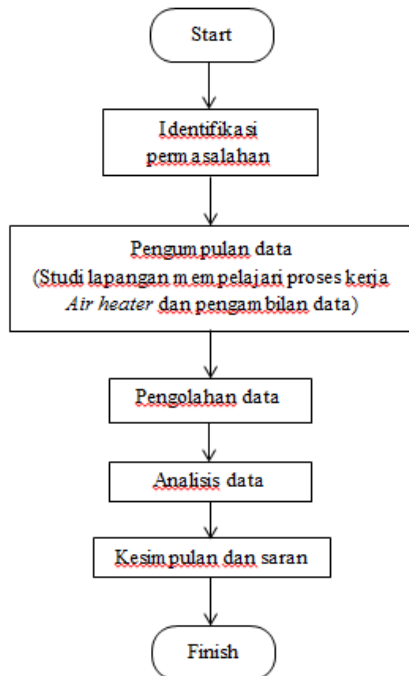 Start
Identifikasi
permasalahan
Pengumpulan data
(Studi lapangan mempelajari proses kerja
Air heater dan pengambilan data)
Pengolahan data
Analisis data
Kesimpulan dan saran
Finish